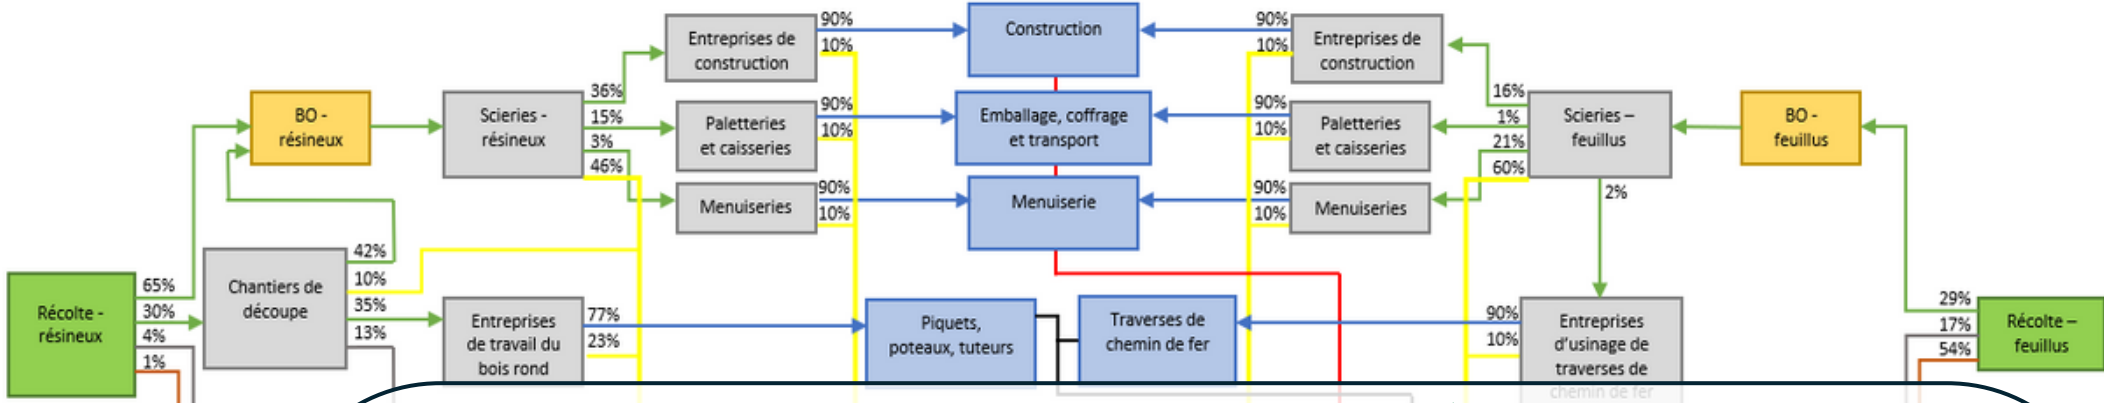 90%
Construction
90%
Entreprises de
construction
10%
10%
Entreprises de
construction
BO -
résineux
Scieries -
résineux
36%
15%
3%
46%
Paletteries
et caisseries
90%
10%
Emballage, coffrage
et transport
90%
10%
Paletteries
et caisseries
16%
1%
21%
60%
Scieries –
feuillus
2%
BO -
feuillus
Menuiseries
90%
10%
Menuiserie
90%
10%
Menuiseries
Récolte -
résineux
65%
30%
4%
1%
Chantiers de
découpe
42%
10%
35%
13%
Entreprises
de travail du
bois rond
77%
23%
Piquets,
poteaux, tuteurs
Traverses de
chemin de fer
90%
10%
Entreprises
d'usinage de
traverses de
chemin de fer
29%
17%
54%
Récolte –
feuillus